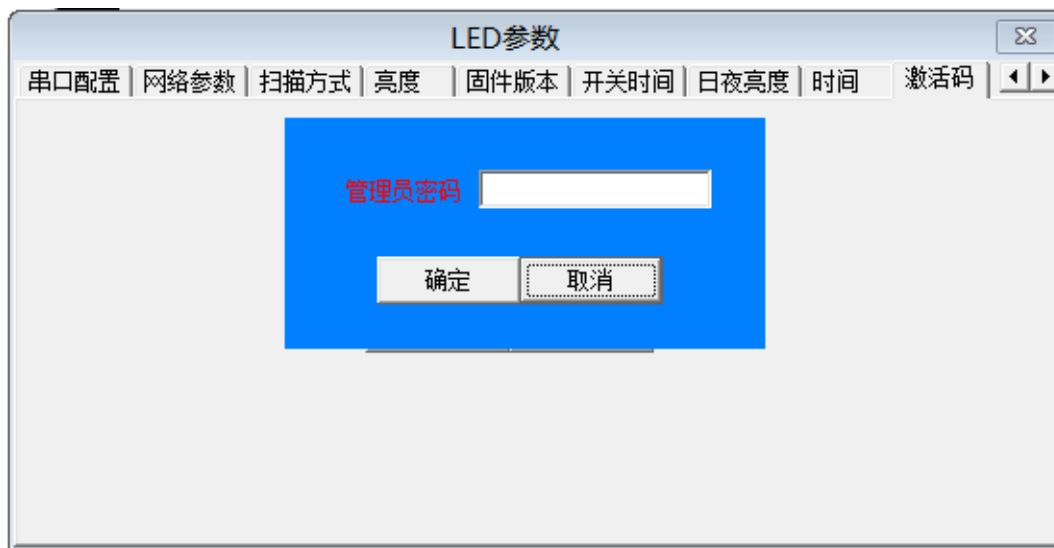 LED参数
串口配置 网络参数 扫描方式 亮度 固件版本 开关时间 日夜亮度 时间 激活码
管理员密码
确定 取消